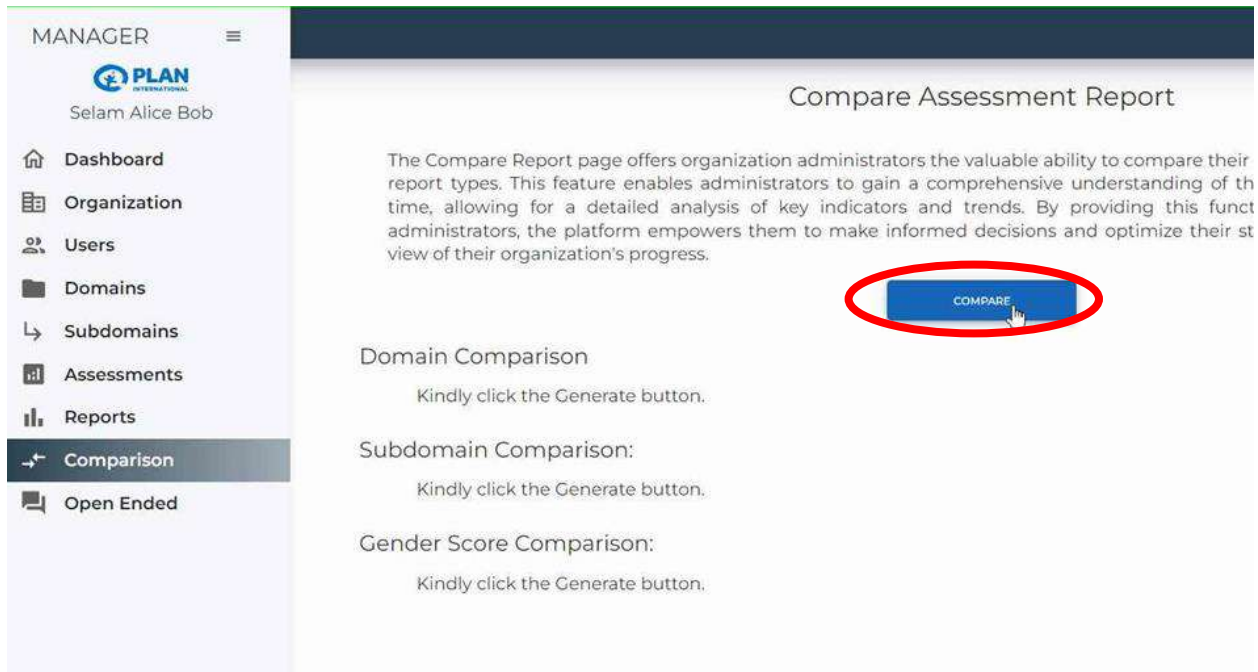 MANAGER
PLAN
INTERNATIONAL
Selam Alice Bob
Dashboard
Organization
Users
Domains
Subdomains
Assessments
Reports
Comparison
Open Ended
Compare Assessment Report
The Compare Report page offers organization administrators the valuable ability to compare their
report types. This feature enables administrators to gain a comprehensive understanding of th
time, allowing for a detailed analysis of key indicators and trends. By providing this funct
administrators, the platform empowers them to make informed decisions and optimize their st
view of their organization's progress.
COMPARE
Domain Comparison
Kindly click the Generate button.
Subdomain Comparison:
Kindly click the Generate button.
Gender Score Comparison:
Kindly click the Generate button.